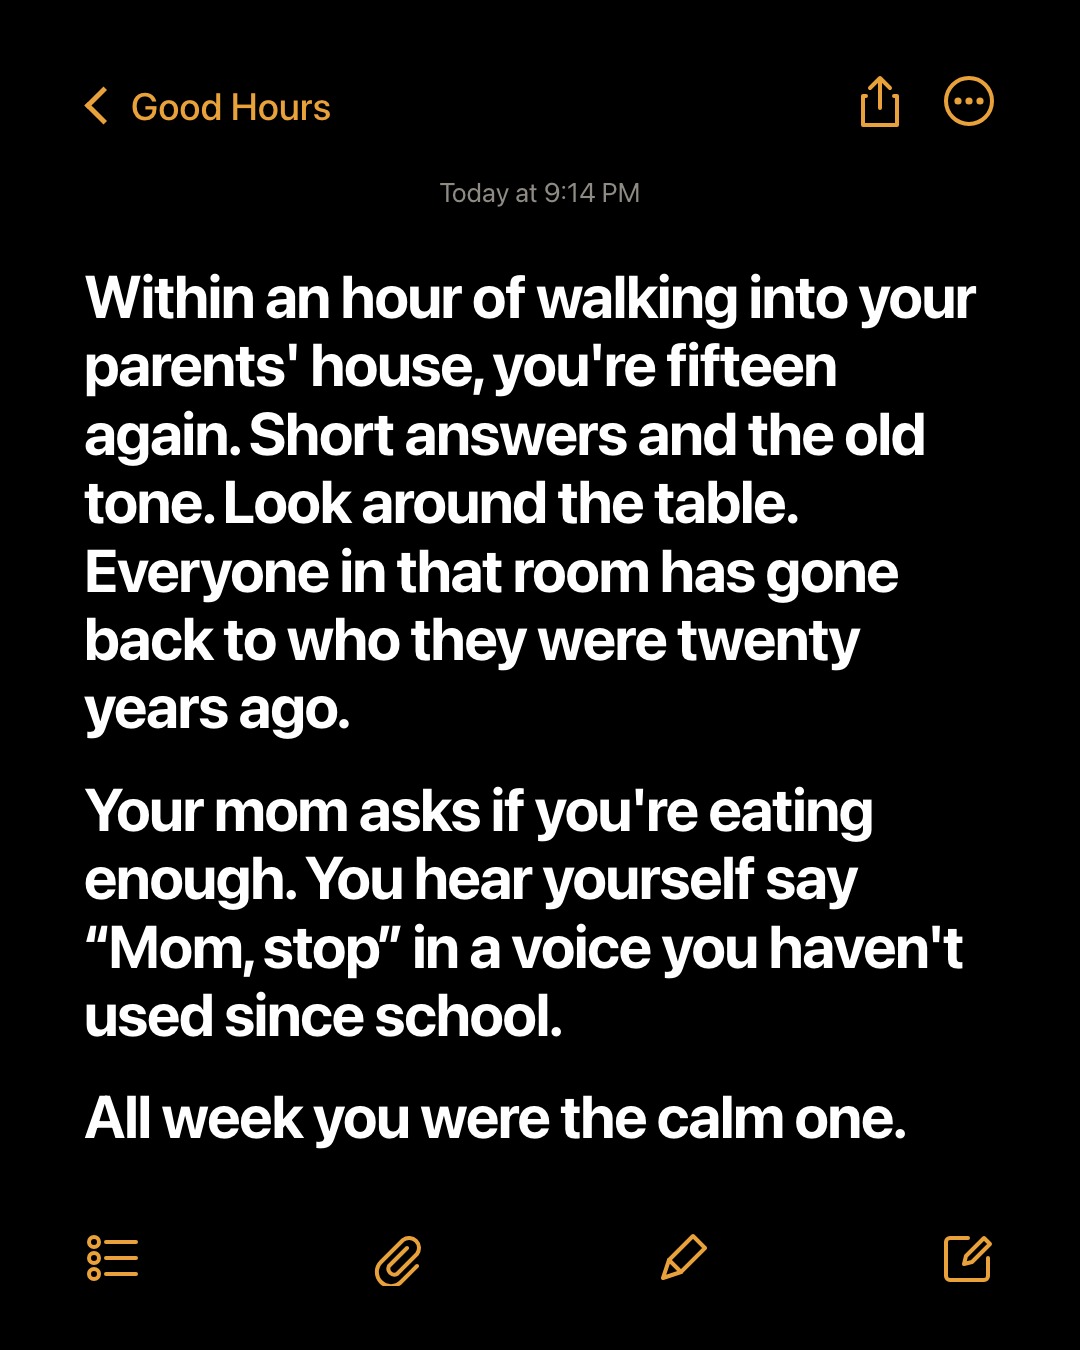 Good Hours
Today at 9:14 PM
Within an hour of walking into your
parents' house, you're fifteen
again. Short answers and the old
tone. Look around the table.
Everyone in that room has gone
back to who they were twenty
years ago.
Your mom asks if you're eating
enough. You hear yourself say
“Mom, stop” in a voice you haven't
used since school.
All week you were the calm one.